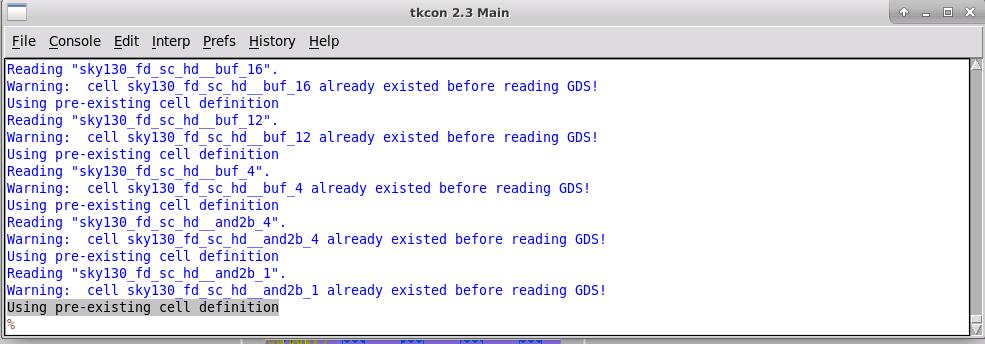 tkcon 2.3 Main
File Console Edit Interp Prefs History Help
Reading "sky130_fd_sc_hd__buf_16".
Warning:  cell sky130_fd_sc_hd__buf_16 already existed before reading GDS!
Using pre-existing cell definition
Reading "sky130_fd_sc_hd__buf_12".
Warning:  cell sky130_fd_sc_hd__buf_12 already existed before reading GDS!
Using pre-existing cell definition
Reading "sky130_fd_sc_hd__buf_4".
Warning:  cell sky130_fd_sc_hd__buf_4 already existed before reading GDS!
Using pre-existing cell definition
Reading "sky130_fd_sc_hd__and2b_4".
Warning:  cell sky130_fd_sc_hd__and2b_4 already existed before reading GDS!
Using pre-existing cell definition
Reading "sky130_fd_sc_hd__and2b_1".
Warning:  cell sky130_fd_sc_hd__and2b_1 already existed before reading GDS!
Using pre-existing cell definition
%